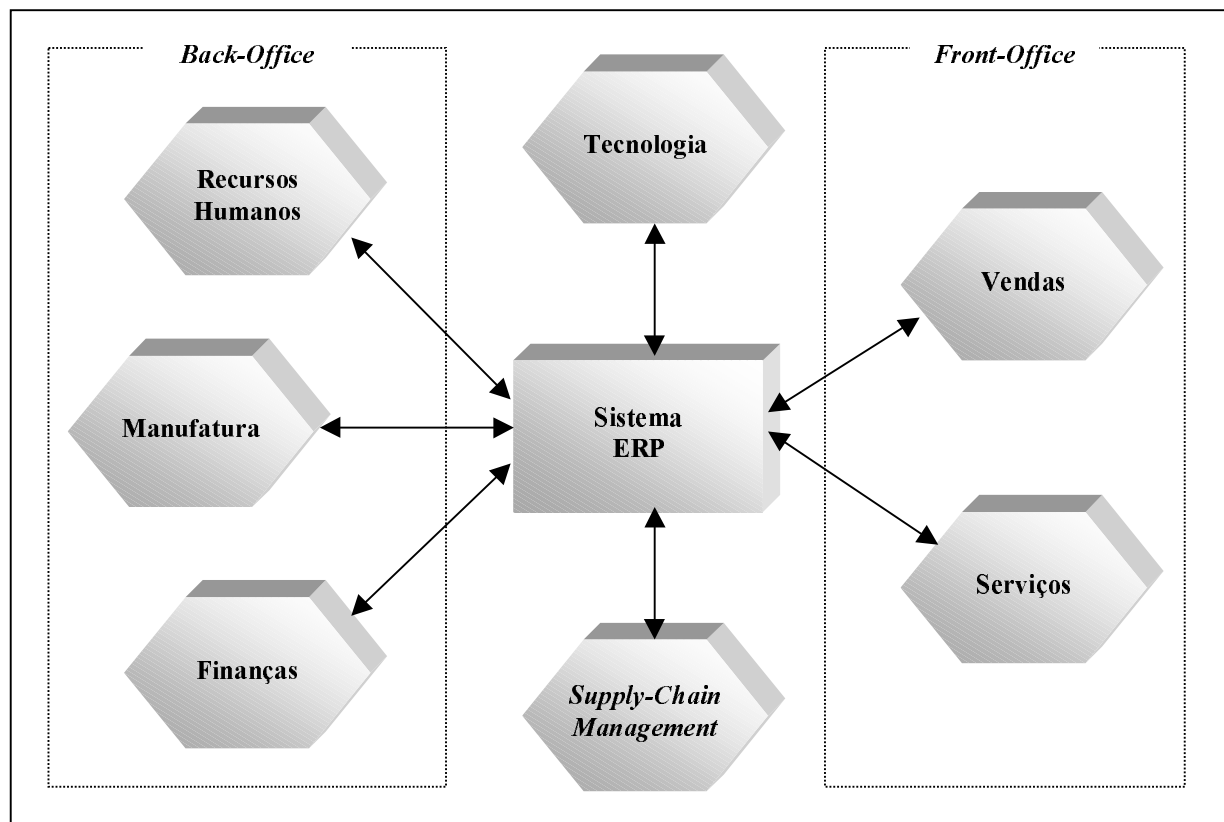 Back-Office
Front-Office
Tecnologia
Recursos
Humanos
Vendas
Manufatura
Sistema
ERP
Serviços
Finanças
Supply-Chain
Management